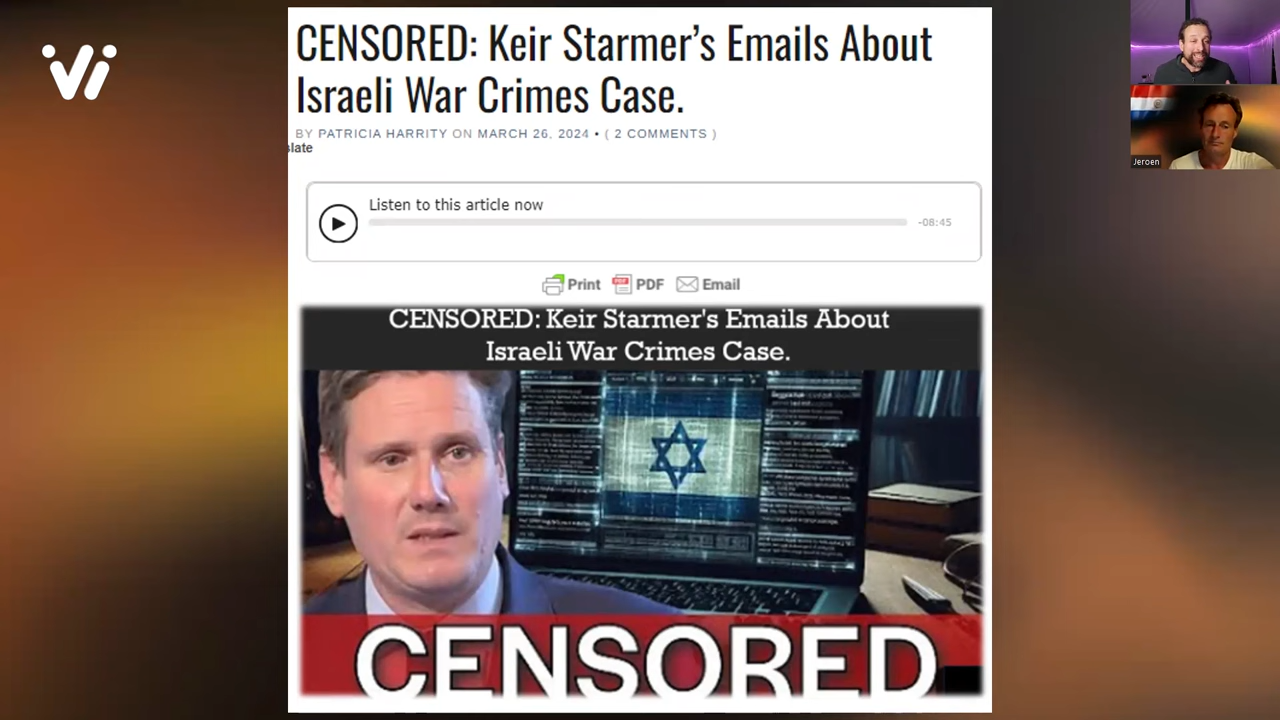 CENSORED: Keir Starmer’s Emails About
Israeli War Crimes Case.
BY PATRICIA HARRITY ON MARCH 26, 2024 • ( 2 COMMENTS )
slate
Listen to this article now
-08:45
Print PDF Email
CENSORED: Keir Starmer's Emails About
Israeli War Crimes Case.
CENSORED
Jeroen